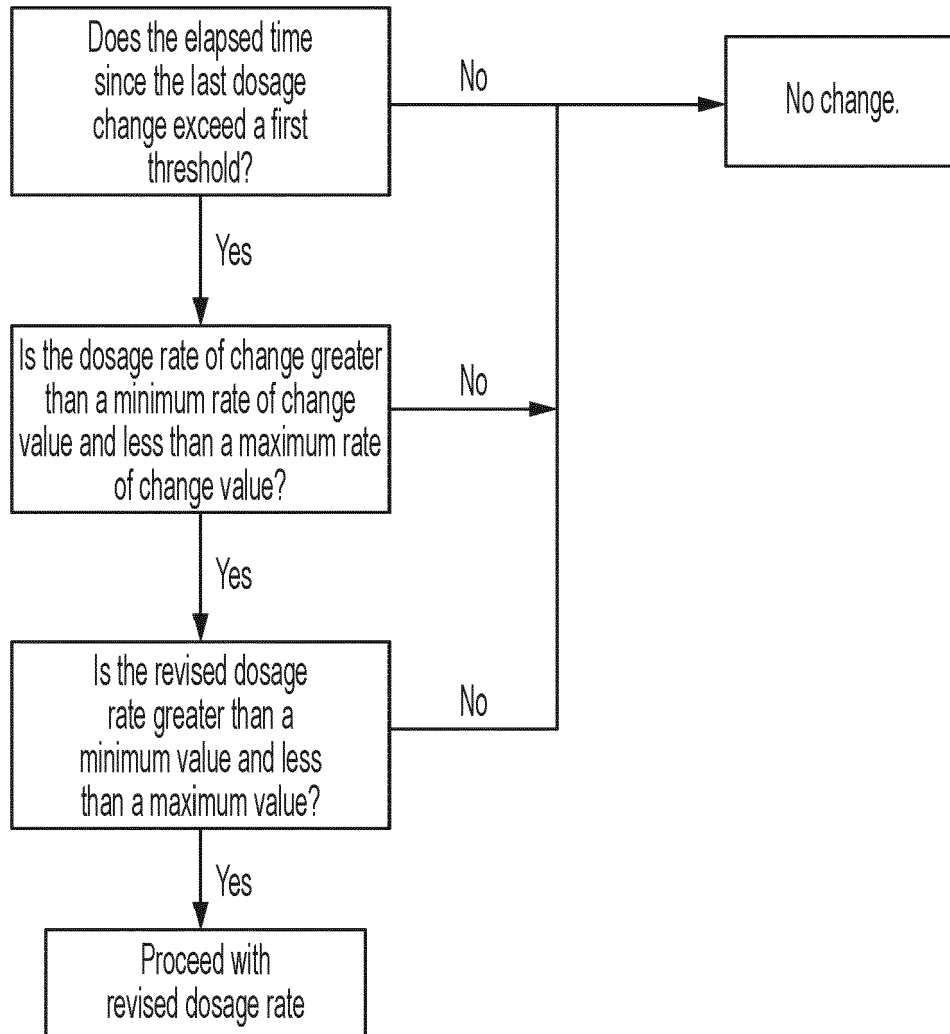 Does the elapsed time
since the last dosage
change exceed a first
threshold?
No
No change.
Yes
Is the dosage rate of change greater
than a minimum rate of change
value and less than a maximum rate
of change value?
No
Yes
Is the revised dosage
rate greater than a
minimum value and less
than a maximum value?
No
Yes
Proceed with
revised dosage rate